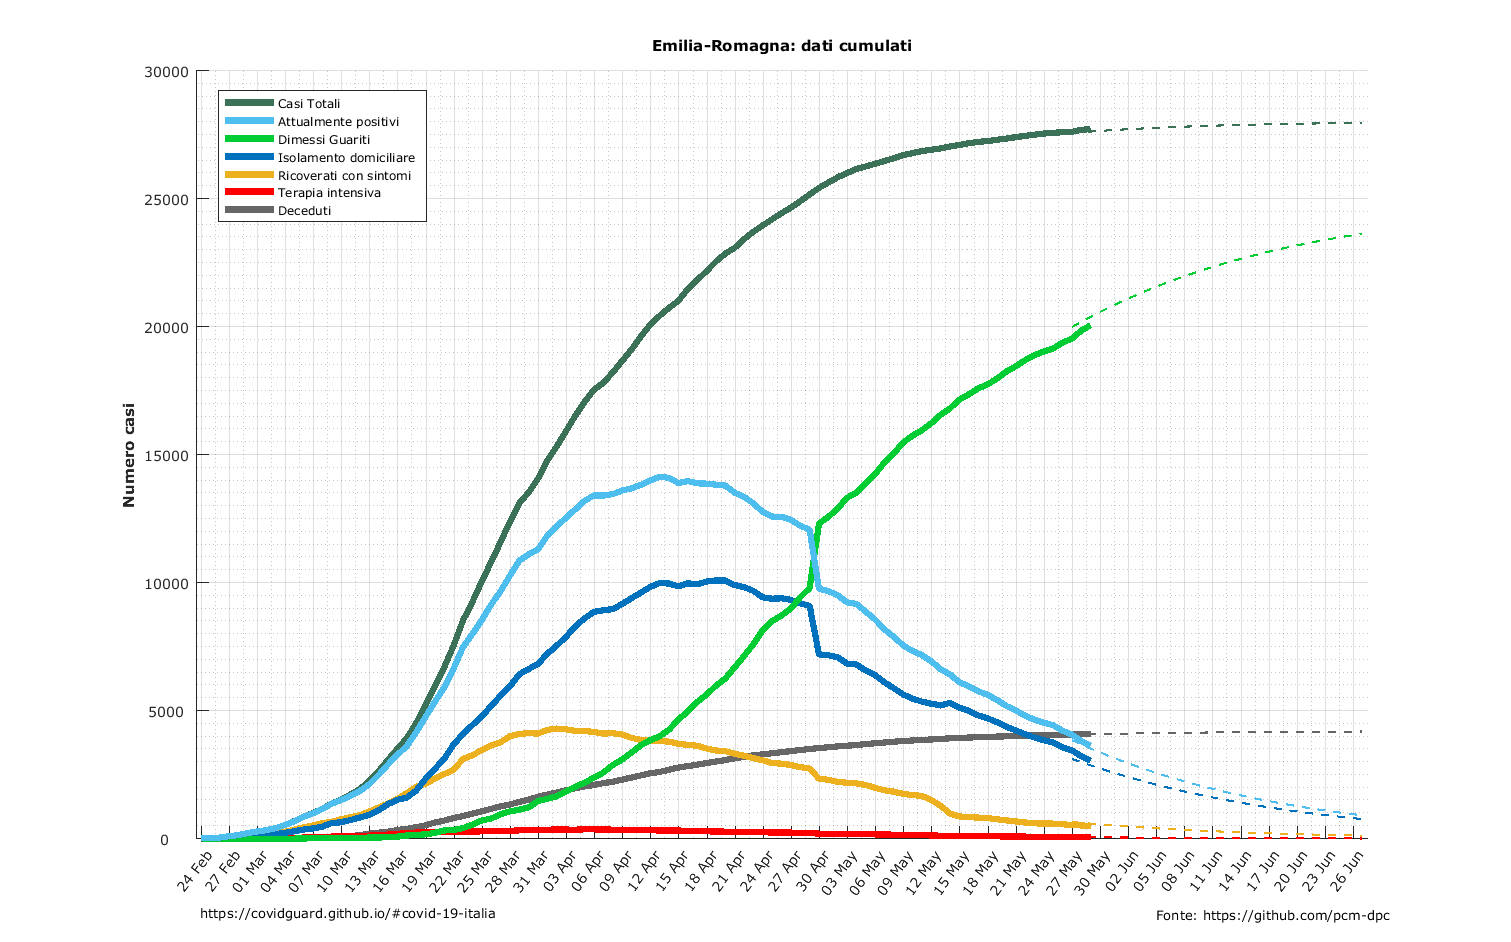 Emilia-Romagna: dati cumulati
30000
25000
20000
15000
10000
5000
0
Numero casi
Casi Totali
Attualmente positivi
Dimessi Guariti
Isolamento domiciliare
Ricoverati con sintomi
Terapia intensiva
Deceduti
24 Feb
27 Feb
01 Mar
04 Mar
07 Mar
10 Mar
13 Mar
16 Mar
19 Mar
22 Mar
25 Mar
28 Mar
31 Mar
03 Apr
06 Apr
09 Apr
12 Apr
15 Apr
18 Apr
21 Apr
24 Apr
27 Apr
30 Apr
03 May
06 May
09 May
12 May
15 May
18 May
21 May
24 May
27 May
30 May
02 Jun
05 Jun
08 Jun
11 Jun
14 Jun
17 Jun
20 Jun
23 Jun
26 Jun
https://covidguard.github.io/#covid-19-italia
Fonte: https://github.com/pcm-dpc